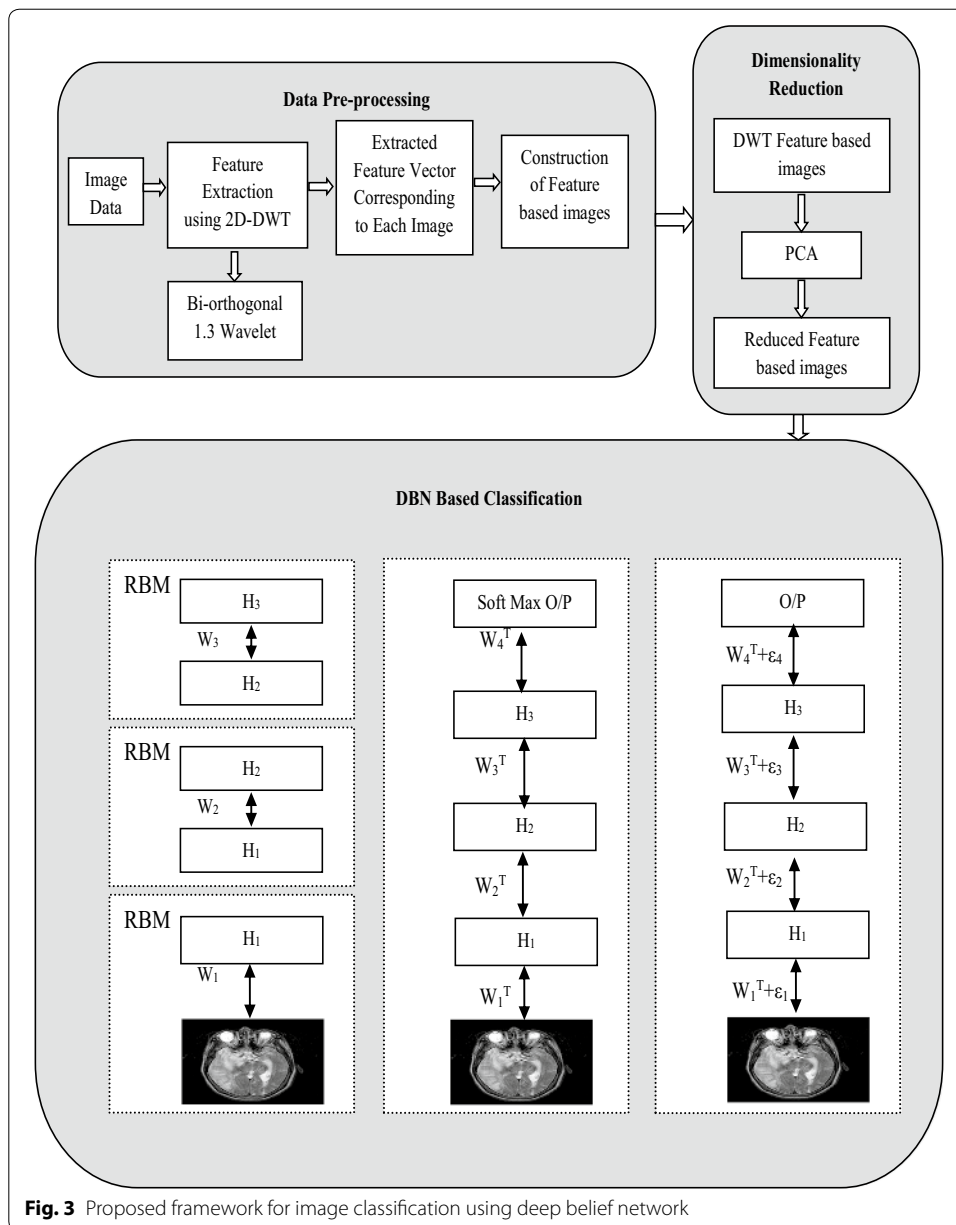 Data Pre-processing
Image
Data
Feature
Extraction
using 2D-DWT
Extracted
Feature Vector
Corresponding
to Each Image
Construction
of Feature
based images
Bi-orthogonal
1.3 Wavelet
Dimensionality
Reduction
DWT Feature based
images
PCA
Reduced Feature
based images
DBN Based Classification
RBM
H₃
W₃
H₂
RBM
H₂
W₂
H₁
RBM
H₁
W₁
Soft Max O/P
W₄ᵀ
H₃
W₃ᵀ
H₂
W₂ᵀ
H₁
W₁ᵀ
O/P
W₄ᵀ+ε₄
H₃
W₃ᵀ+ε₃
H₂
W₂ᵀ+ε₂
H₁
W₁ᵀ+ε₁
Fig. 3 Proposed framework for image classification using deep belief network